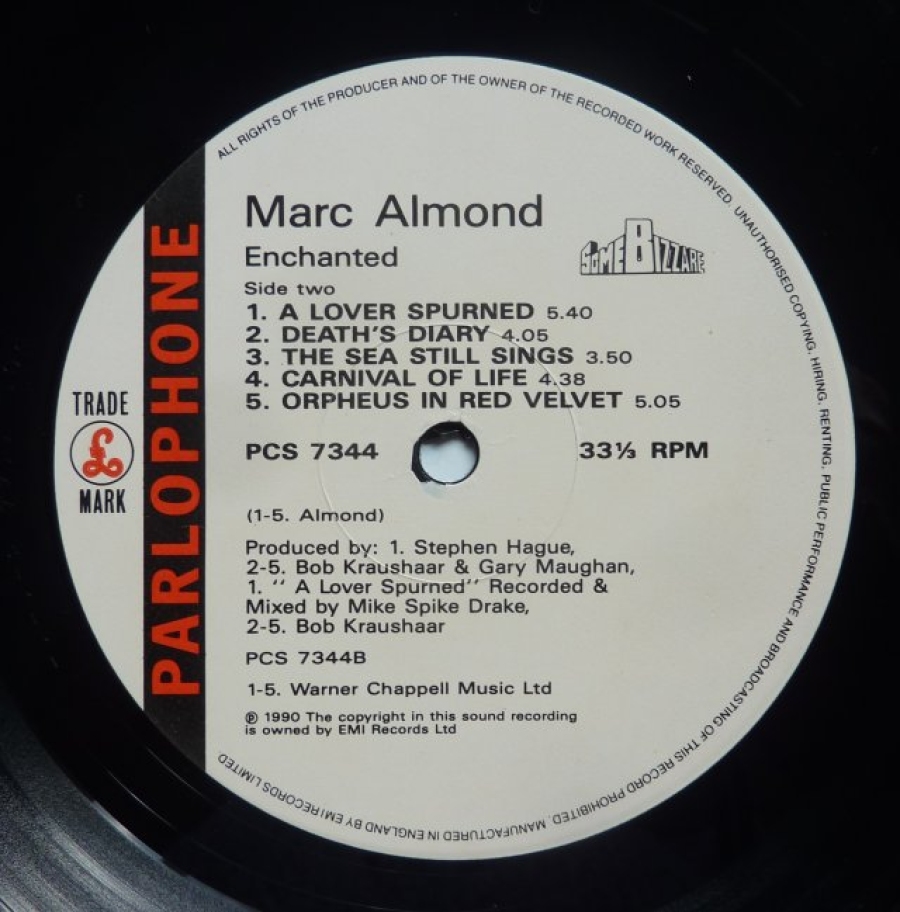 ALL RIGHTS OF THE PRODUCER AND OF THE OWNER OF THE RECORDED WORK RESERVED. UNAUTHORISED COPYING. HIRING. RENTING. PUBLIC PERFORMANCE AND BROADCASTING OF THIS RECORD PROHIBITED. MANUFACTURED IN ENGLAND BY EMI RECORDS LIMITED
PARLOPHONE
TRADE
£
MARK
Marc Almond
SOME BIZZARE
Enchanted
Side two
1. A LOVER SPURNED 5.40
2. DEATH'S DIARY 4.05
3. THE SEA STILL SINGS 3.50
4. CARNIVAL OF LIFE 4.38
5. ORPHEUS IN RED VELVET 5.05
PCS 7344 33⅓ RPM
(1-5. Almond)
Produced by: 1. Stephen Hague,
2-5. Bob Kraushaar & Gary Maughan,
1. " A Lover Spurned" Recorded &
Mixed by Mike Spike Drake,
2-5. Bob Kraushaar
PCS 7344B
1-5. Warner Chappell Music Ltd
℗ 1990 The copyright in this sound recording
is owned by EMI Records Ltd